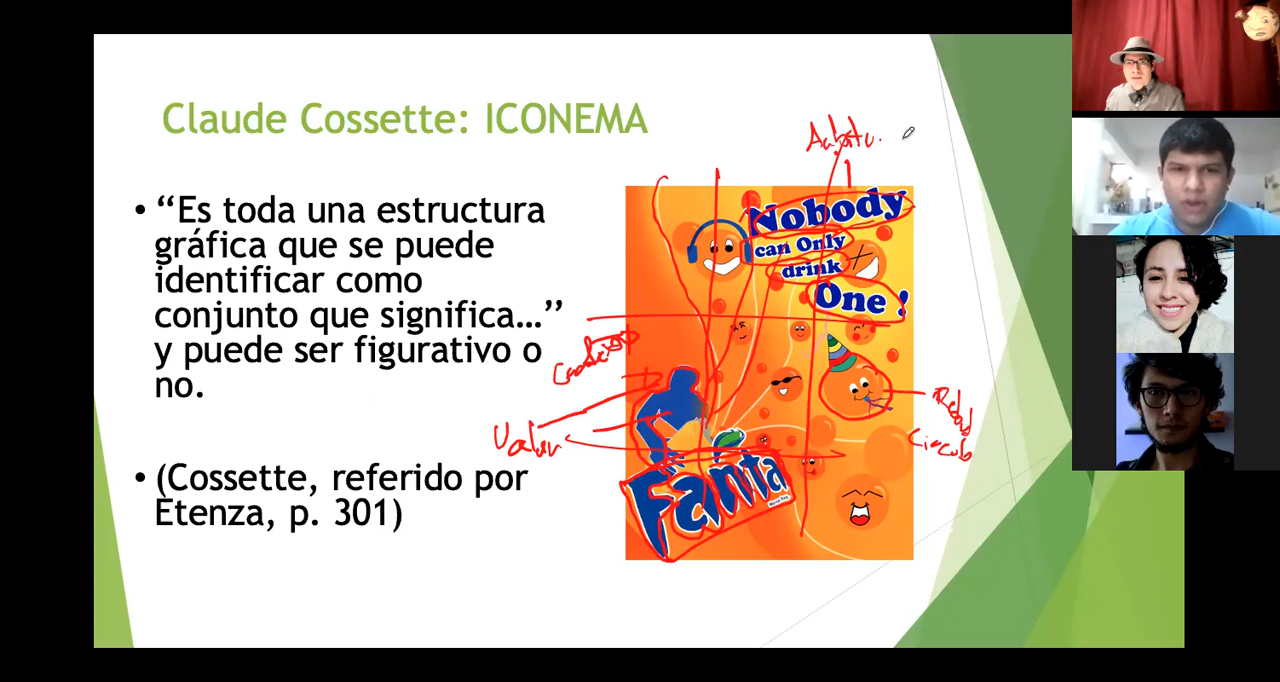 Claude Cossette: ICONEMA
• “Es toda una estructura
gráfica que se puede
identificar como
conjunto que significa…”
y puede ser figurativo o
no.
• (Cossette, referido por
Etenza, p. 301)
Nobody
can Only
drink
One !
Fanta
Valor
Circulo